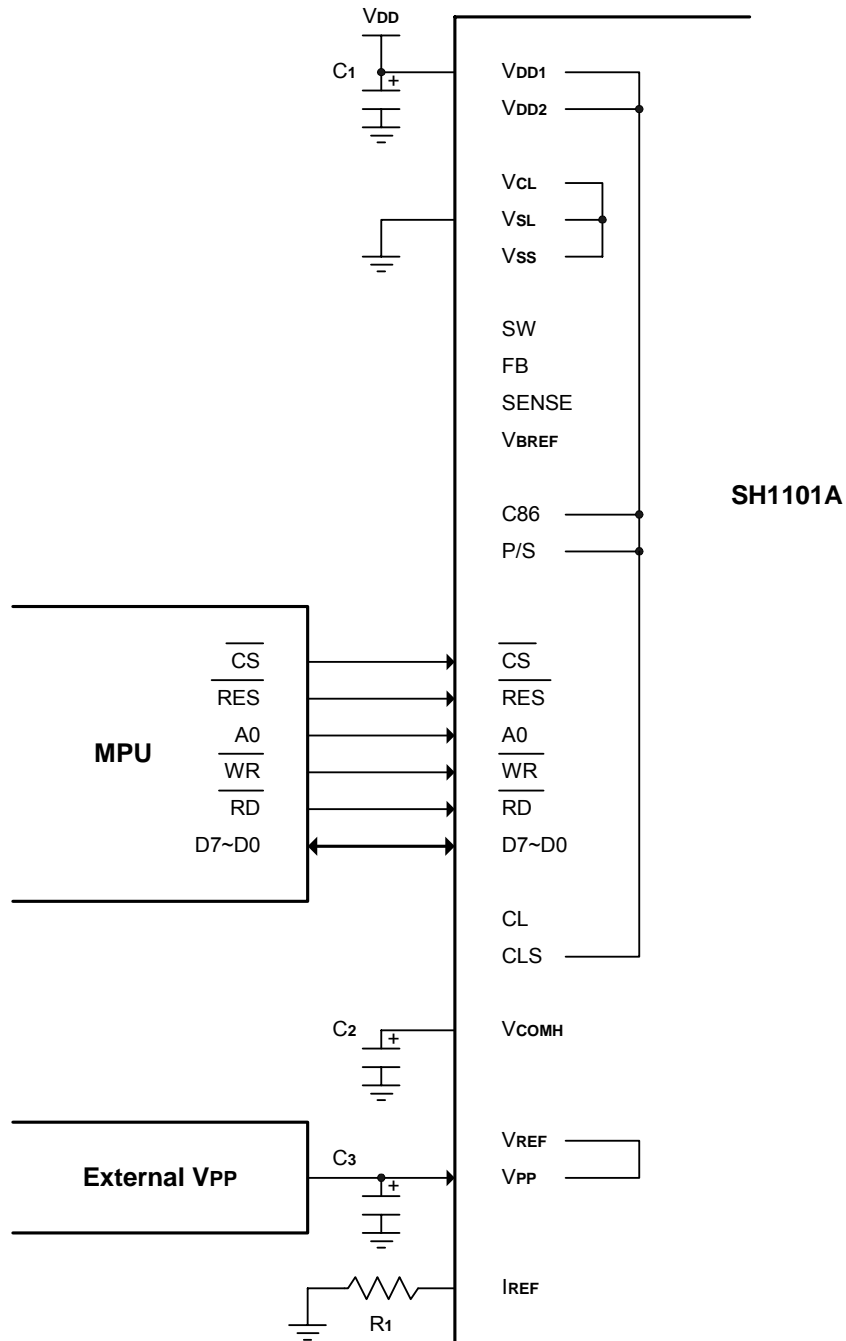 VDD
C1
+
VDD1
VDD2
VCL
VSL
VSS
SW
FB
SENSE
VBREF
SH1101A
C86
P/S
MPU
CS
RES
A0
WR
RD
D7~D0
CS
RES
A0
WR
RD
D7~D0
CL
CLS
C2
+
VCOMH
External VPP
C3
+
VREF
VPP
R1
IREF